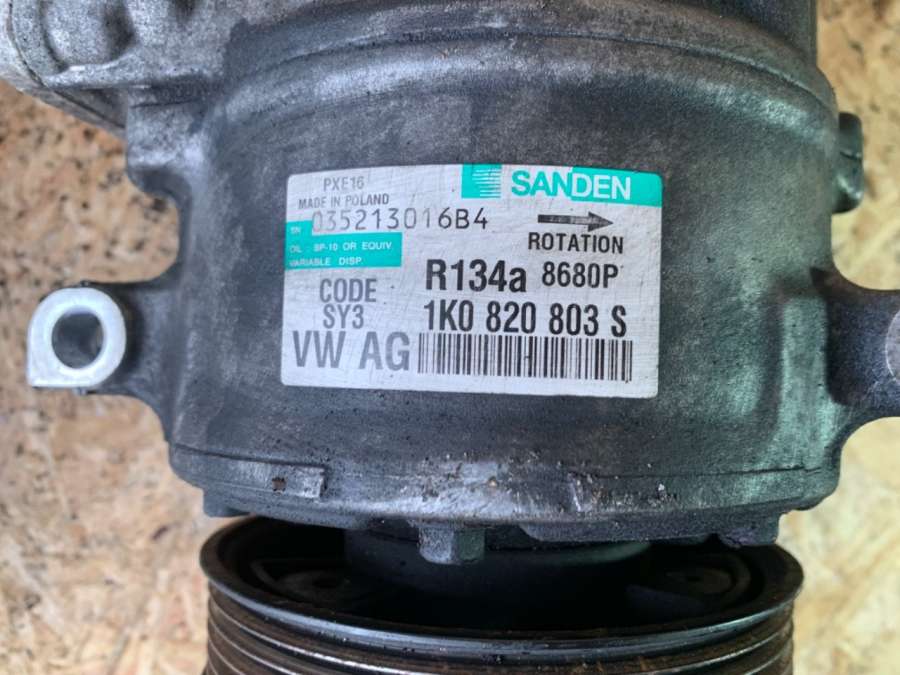 PXE16
MADE IN POLAND
SANDEN
SN 035213016B4
ROTATION
OIL : SP-10 OR EQUIV.
VARIABLE DISP
R134a 8680P
CODE
SY3
1K0 820 803 S
VW AG